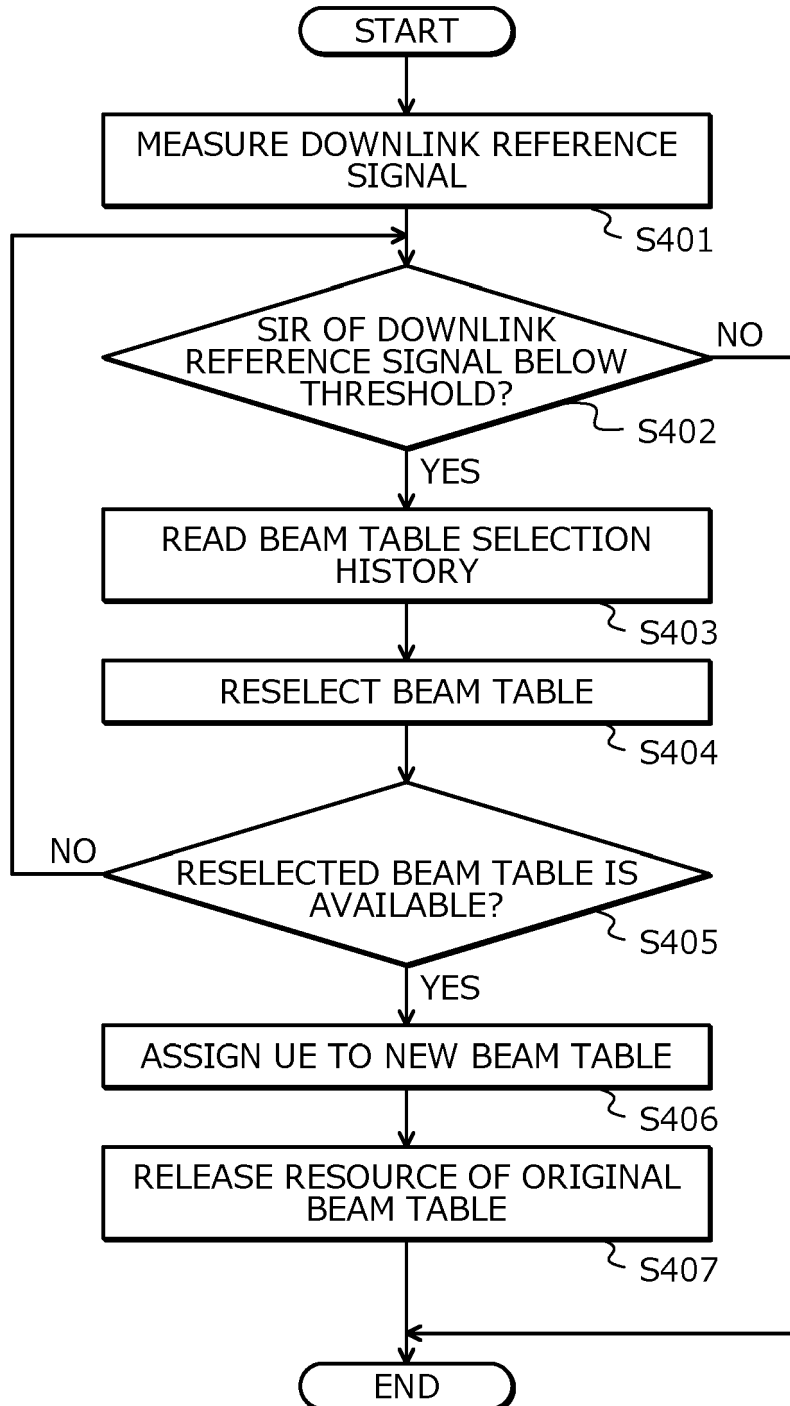 START
MEASURE DOWNLINK REFERENCE
SIGNAL
S401
SIR OF DOWNLINK
REFERENCE SIGNAL BELOW
THRESHOLD?
NO
S402
YES
READ BEAM TABLE SELECTION
HISTORY
S403
RESELECT BEAM TABLE
S404
NO
RESELECTED BEAM TABLE IS
AVAILABLE?
S405
YES
ASSIGN UE TO NEW BEAM TABLE
S406
RELEASE RESOURCE OF ORIGINAL
BEAM TABLE
S407
END